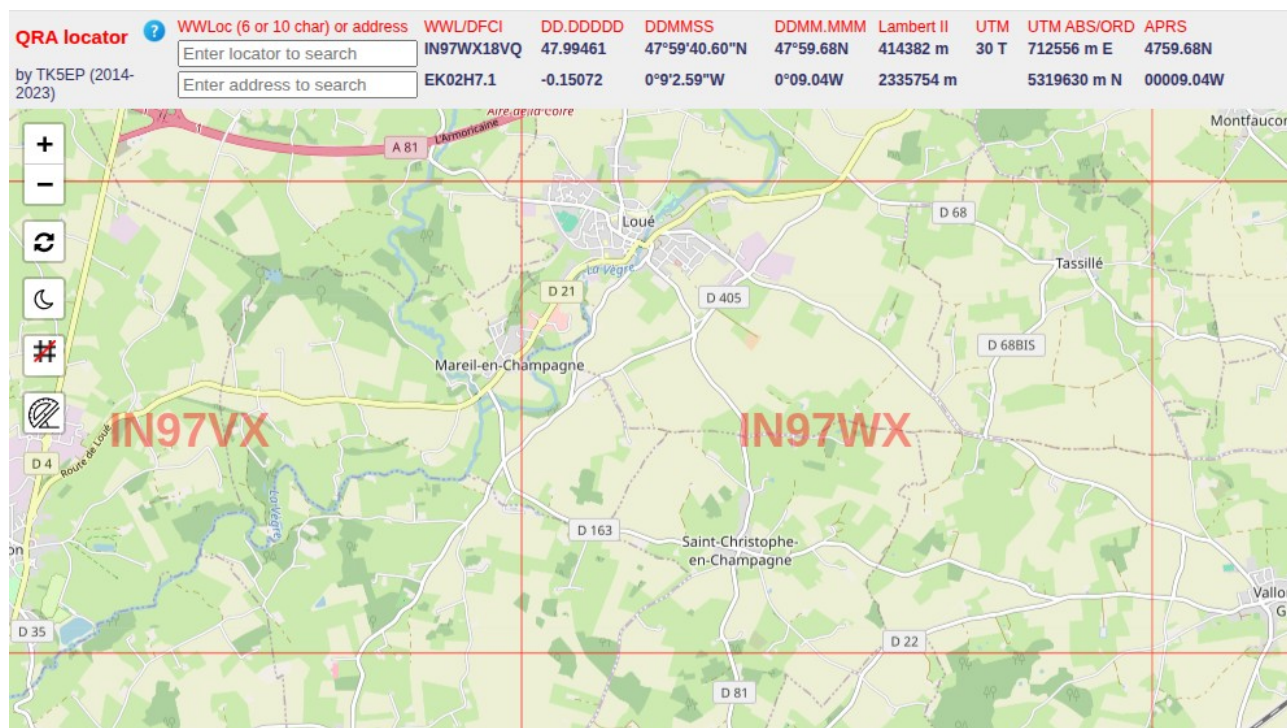 QRA locator
?
by TK5EP (2014-
2023)
WWLoc (6 or 10 char) or address
Enter locator to search
Enter address to search
WWL/DFCI DD.DDDDD DDMMSS DDMM.MMM Lambert II UTM UTM ABS/ORD APRS
IN97WX18VQ 47.99461 47°59'40.60"N 47°59.68N 414382 m 30 T 712556 m E 4759.68N
EK02H7.1 -0.15072 0°9'2.59"W 0°09.04W 2335754 m 5319630 m N 00009.04W
Aire de la Coire
Montfaucon
1
1
L'Armoricaine
A 81
+
−
Loué
D 68
La Vègre
Tassillé
D 21
D 405
D 68BIS
Mareil-en-Champagne
IN97VX
IN97WX
Route de Loué
D 4
La Vègre
D 163
Saint-Christophe-
en-Champagne
on
Vallo
G
D 35
D 22
D 81